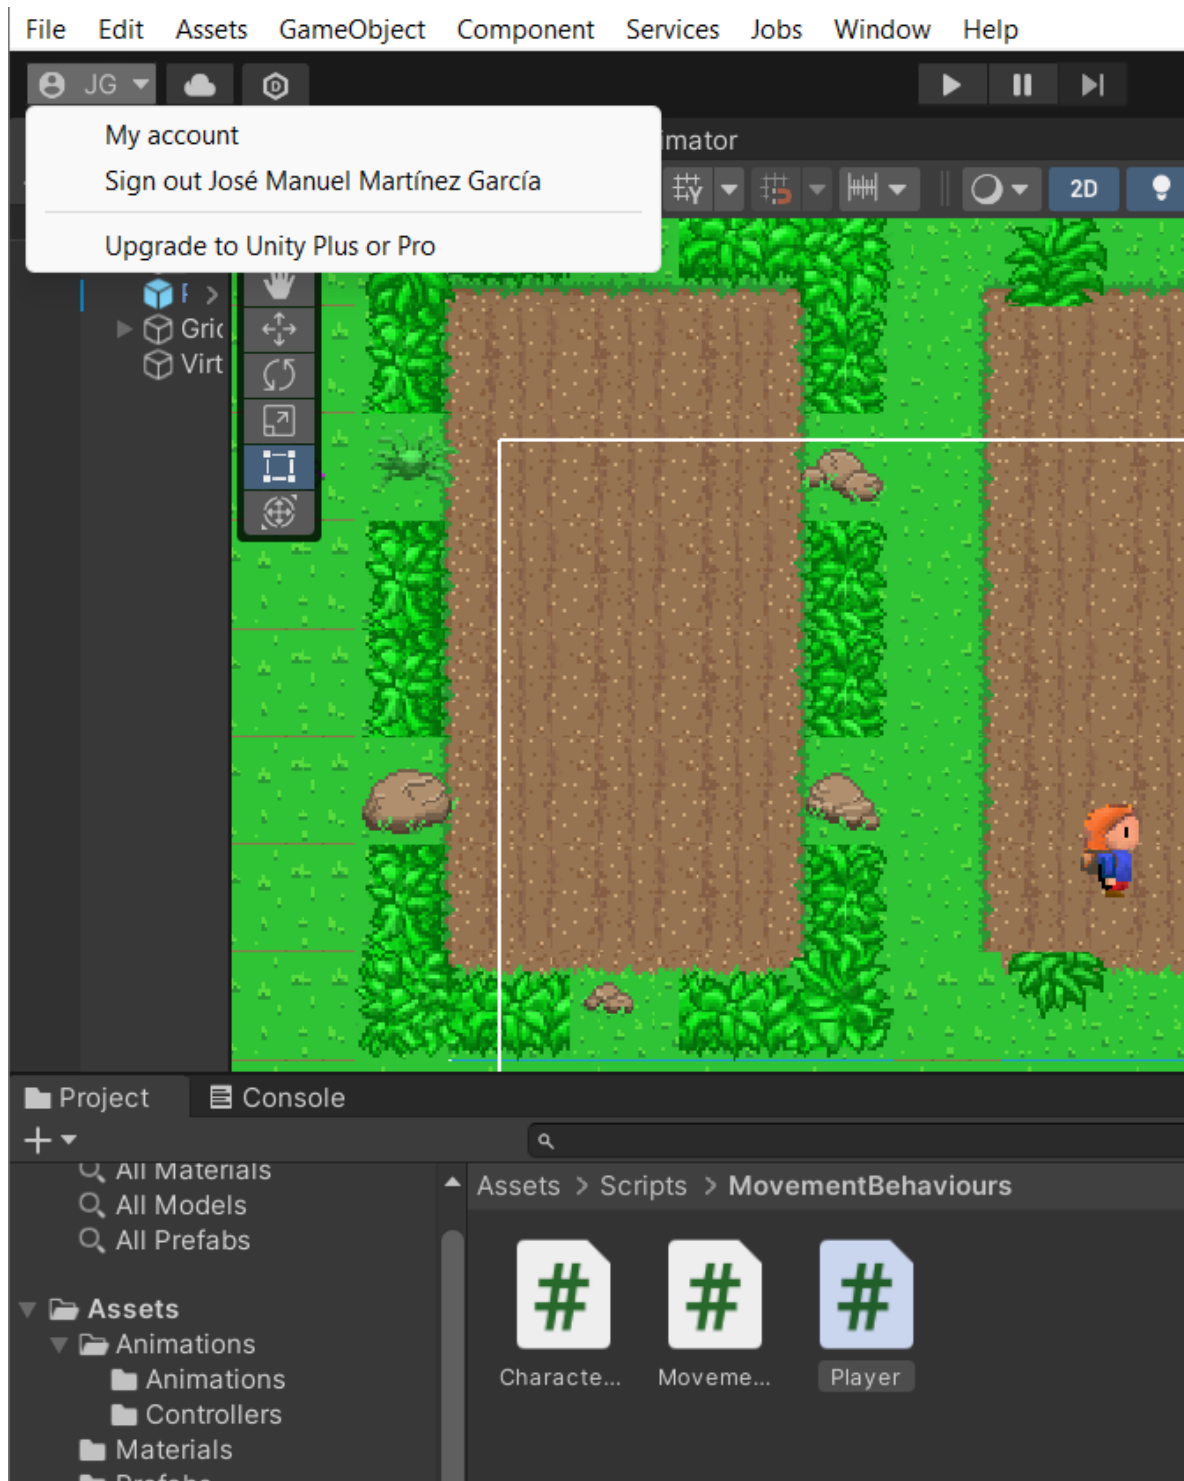 File Edit Assets GameObject Component Services Jobs Window Help
JG
My account
Sign out José Manuel Martínez García
Upgrade to Unity Plus or Pro
imator
2D
Gric
Virt
Project
Console
All Materials
All Models
All Prefabs
Assets
Animations
Animations
Controllers
Materials
Prefabs
Assets > Scripts > MovementBehaviours
Characte...
Moveme...
Player